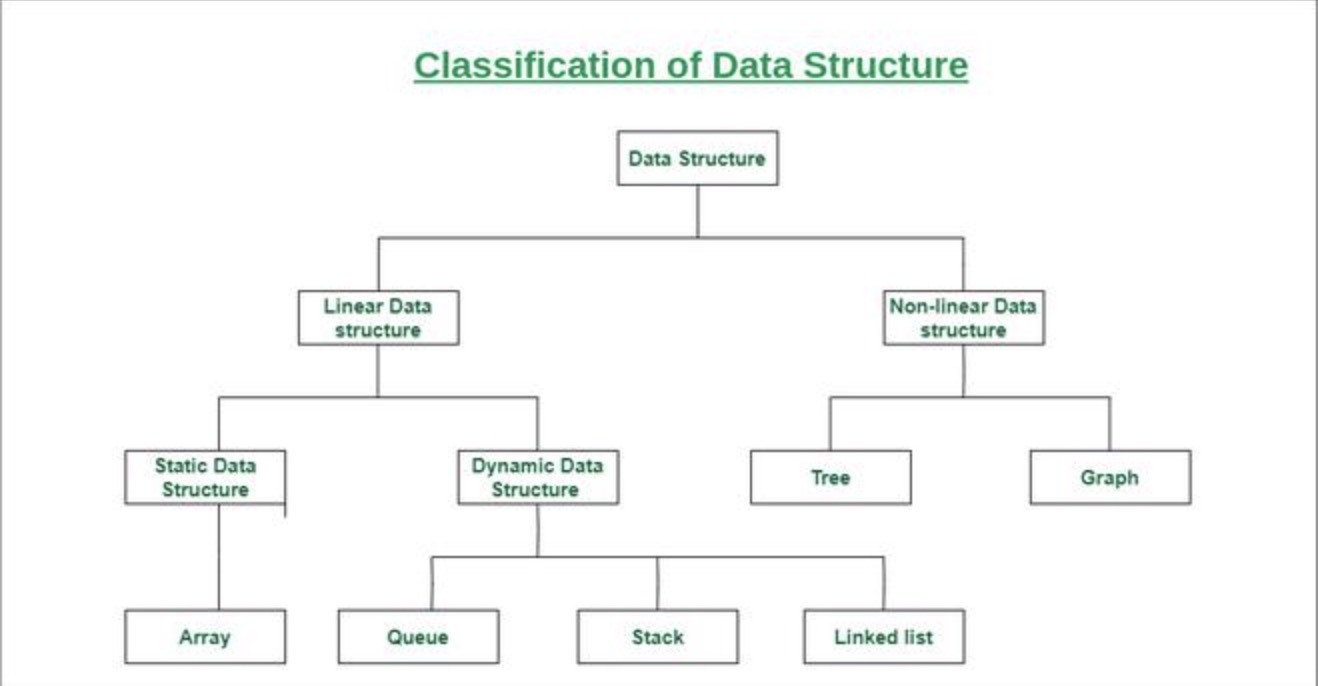 Classification of Data Structure
Data Structure
Linear Data
structure
Non-linear Data
structure
Static Data
Structure
Dynamic Data
Structure
Tree
Graph
Array
Queue
Stack
Linked list